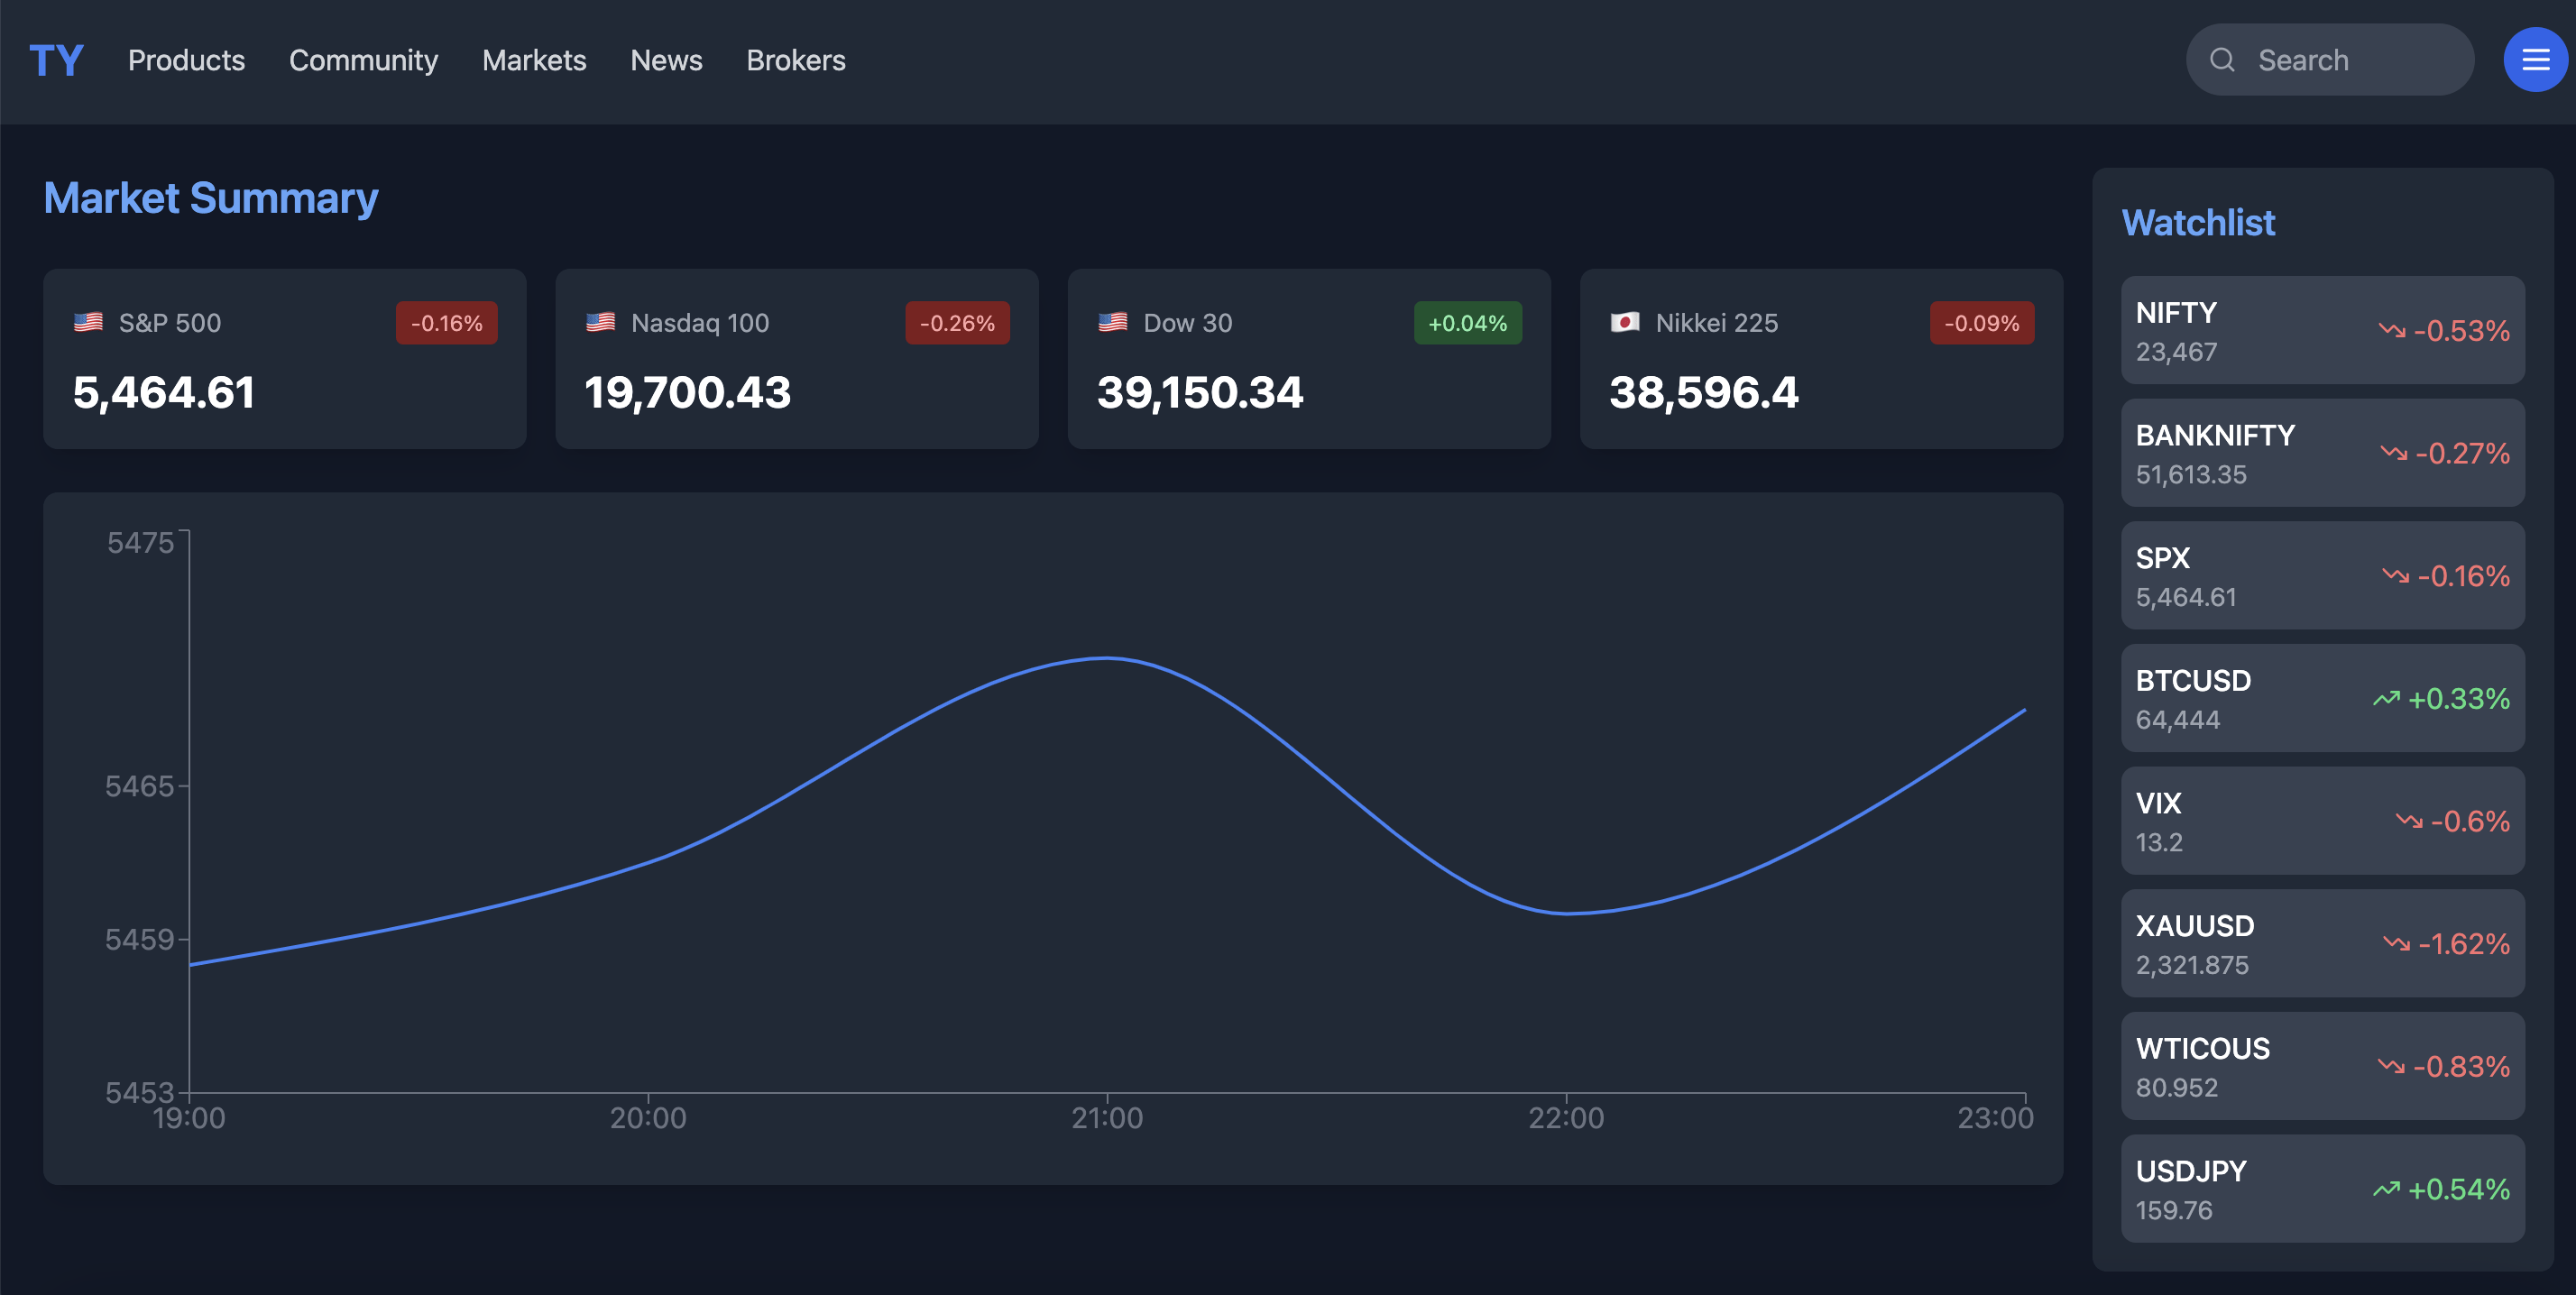 TY Products Community Markets News Brokers Search
Market Summary
S&P 500 -0.16%
5,464.61
Nasdaq 100 -0.26%
19,700.43
Dow 30 +0.04%
39,150.34
Nikkei 225 -0.09%
38,596.4
5475
5465
5459
5453
19:00 20:00 21:00 22:00 23:00
Watchlist
NIFTY
23,467
-0.53%
BANKNIFTY
51,613.35
-0.27%
SPX
5,464.61
-0.16%
BTCUSD
64,444
+0.33%
VIX
13.2
-0.6%
XAUUSD
2,321.875
-1.62%
WTICOUS
80.952
-0.83%
USDJPY
159.76
+0.54%